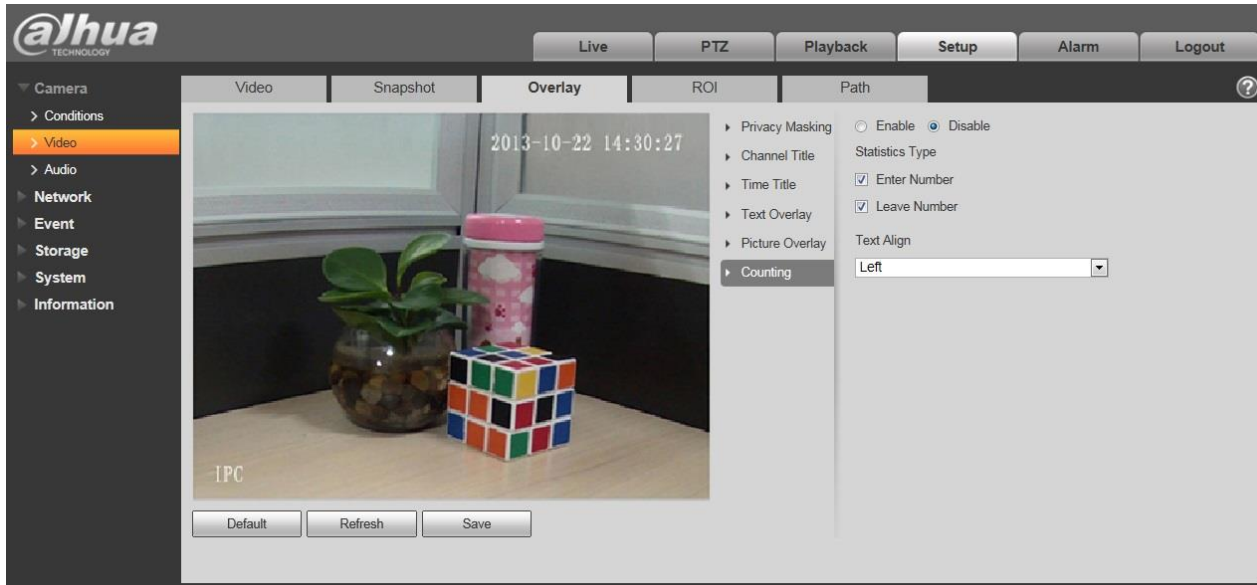 alhua
TECHNOLOGY
Live
PTZ
Playback
Setup
Alarm
Logout
Camera
Conditions
Video
Audio
Network
Event
Storage
System
Information
Video
Snapshot
Overlay
ROI
Path
?
2013-10-22 14:30:27
IPC
Default
Refresh
Save
Privacy Masking
Channel Title
Time Title
Text Overlay
Picture Overlay
Counting
Enable Disable
Statistics Type
Enter Number
Leave Number
Text Align
Left